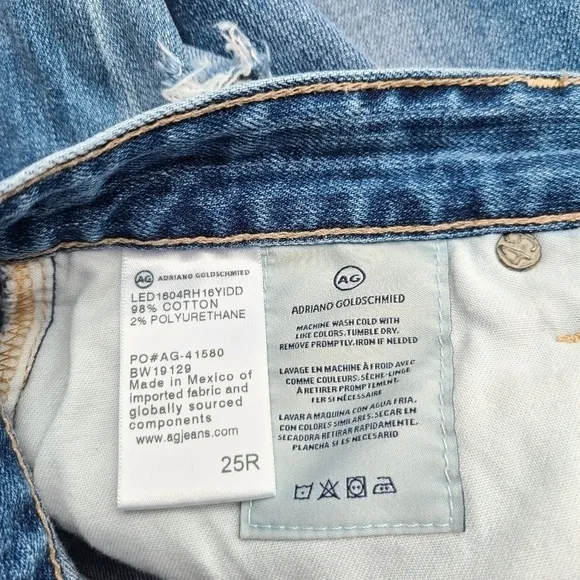 AG ADRIANO GOLDSCHMIED
LED1604RH16YIDD
98% COTTON
2% POLYURETHANE
PO#AG-41580
BW19129
Made in Mexico of
imported fabric and
globally sourced
components
www.agjeans.com
25R
AG
ADRIANO GOLDSCHMIED
MACHINE WASH COLD WITH
LIKE COLORS. TUMBLE DRY.
REMOVE PROMPTLY. IRON IF NEEDED
LAVAGE EN MACHINE À FROID AVEC
COMME COULEURS. SÈCHE-LINGE
À RETIRER PROMPTEMENT.
FER SI NÉCESSAIRE
LAVAR A MAQUINA CON AGUA FRIA.
CON COLORES SIMILARES. SECAR EN
SECADORA RETIRAR RAPIDAMENTE.
PLANCHA SI ES NECESARIO